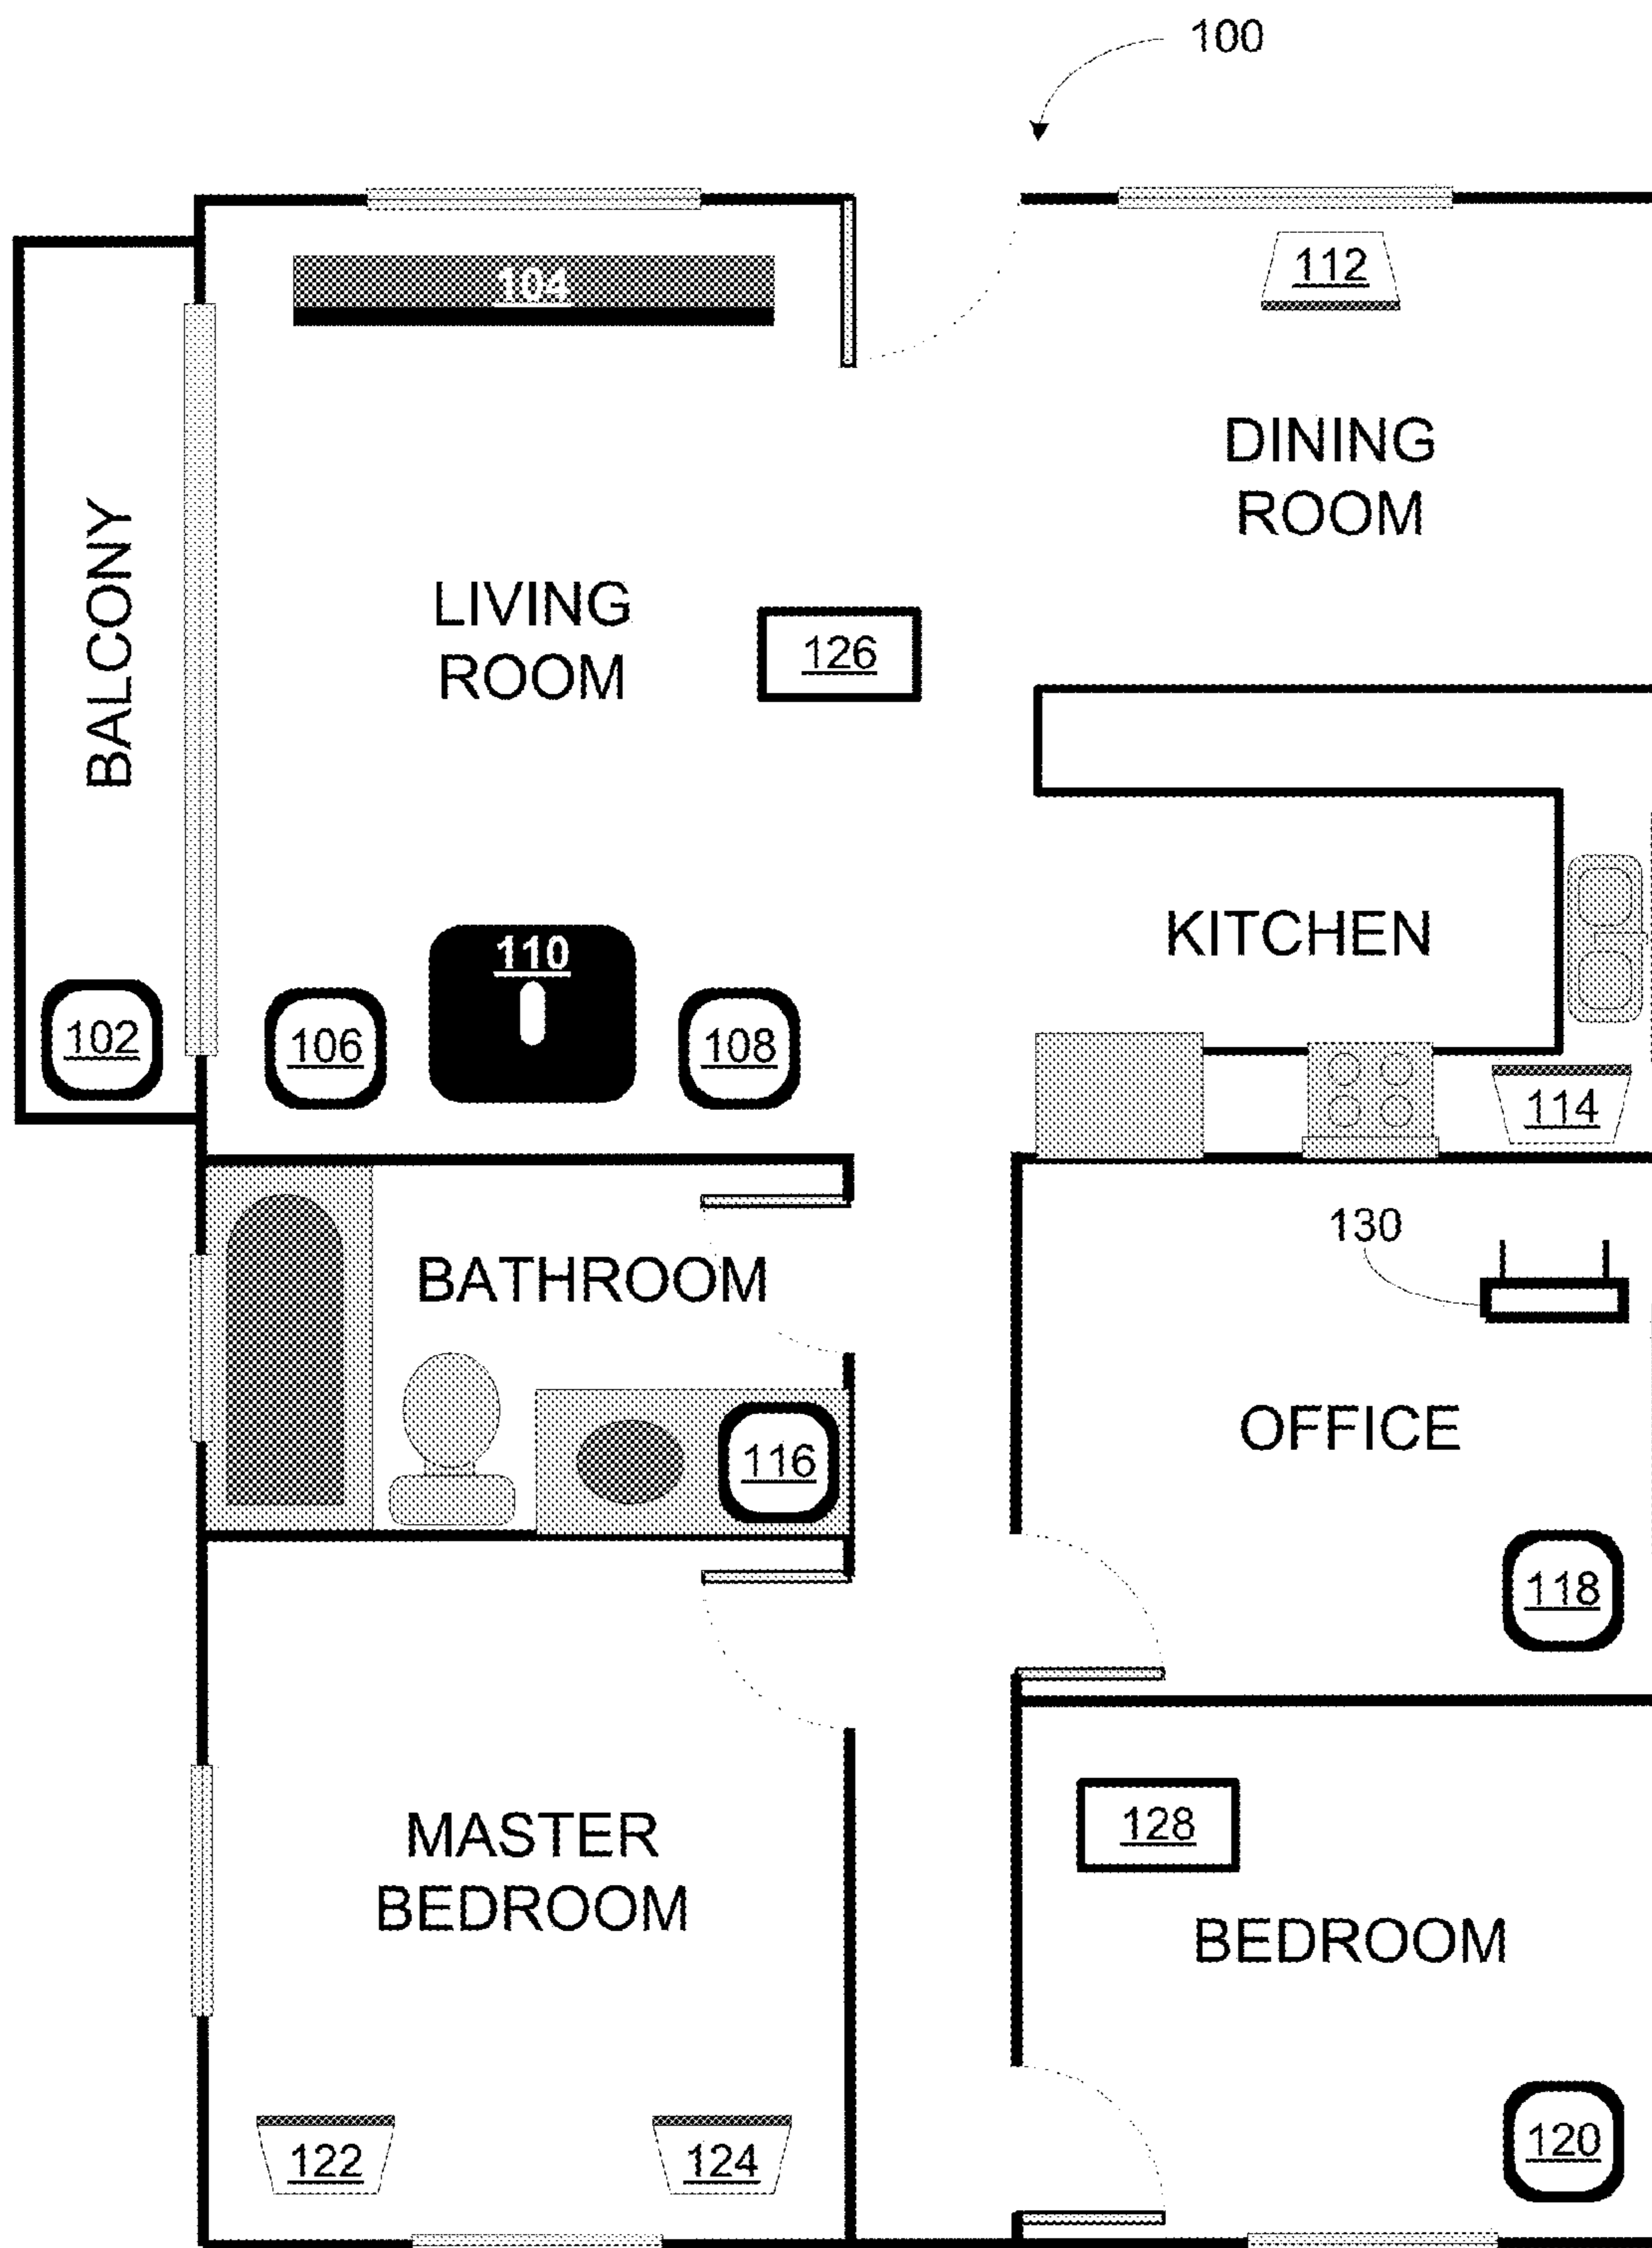 100
104
112
DINING
ROOM
BALCONY
LIVING
ROOM
126
KITCHEN
110
102
106
108
114
130
BATHROOM
OFFICE
116
118
128
MASTER
BEDROOM
BEDROOM
120
122
124